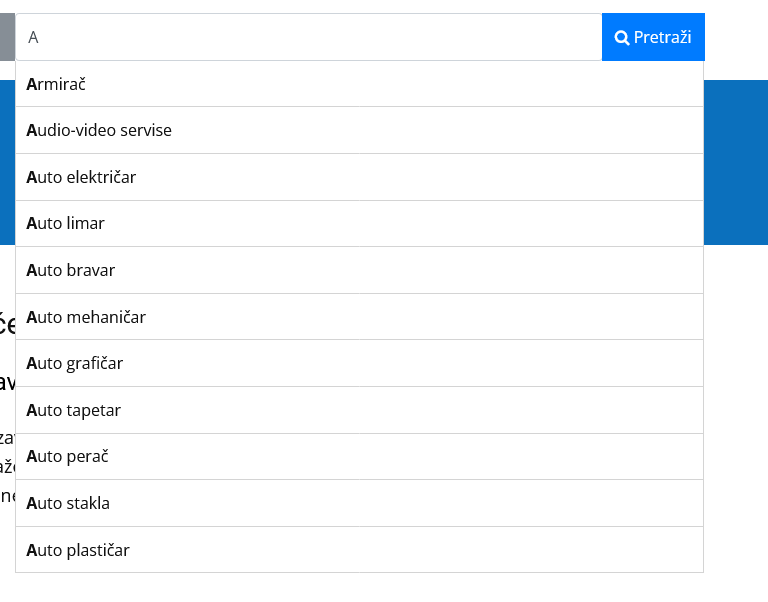 A
Pretraži
Armirač
Audio-video servise
Auto električar
Auto limar
Auto bravar
Auto mehaničar
Auto grafičar
Auto tapetar
Auto perač
Auto stakla
Auto plastičar